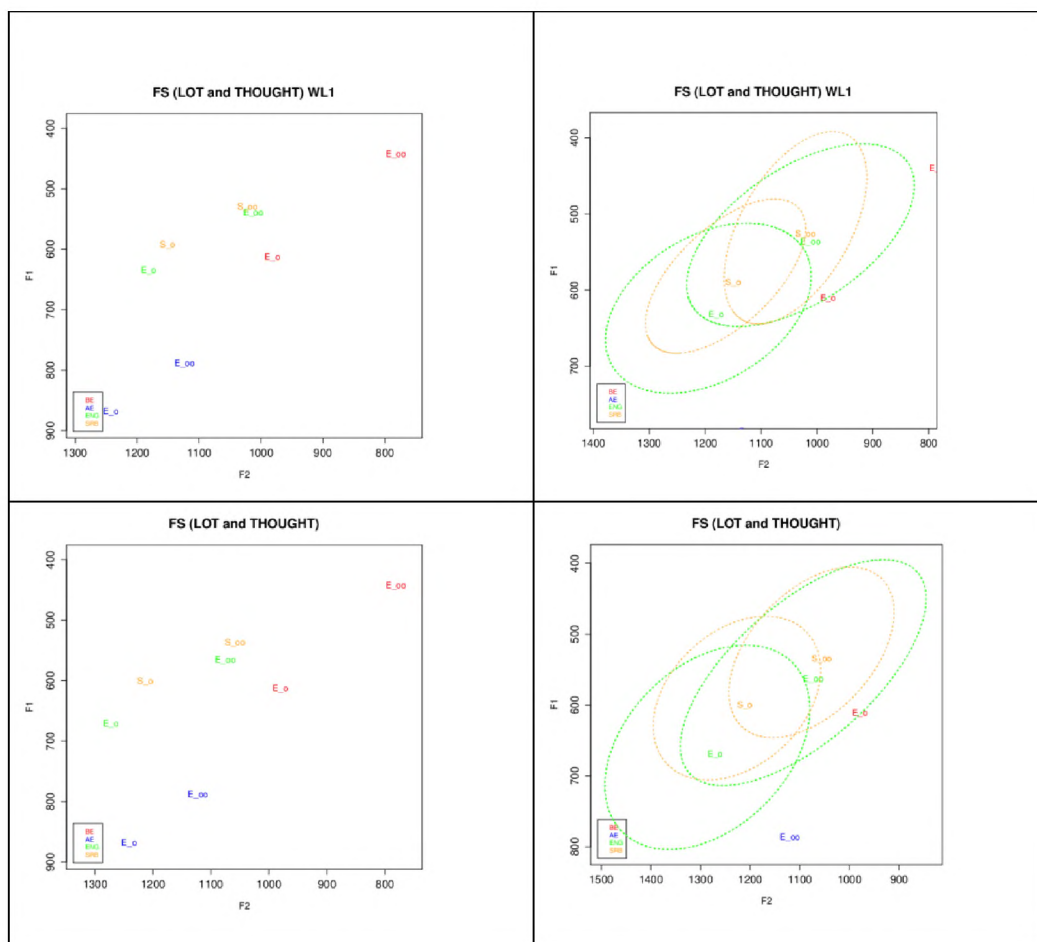 FS (LOT and THOUGHT) WL1
400
500
600
700
800
900
F1
E_oo
S_oo
E_oo
S_o
E_o
E_o
E_oo
E_o
BE
AE
ENG
SRB
1300 1200 1100 1000 900 800
F2
FS (LOT and THOUGHT) WL1
400
500
600
700
F1
E_
S_oo
E_oo
S_o
E_o
E_o
BE
AE
ENG
SRB
1400 1300 1200 1100 1000 900 800
F2
FS (LOT and THOUGHT)
400
500
600
700
800
900
F1
E_oo
S_oo
E_oo
S_o
E_o
E_o
E_oo
E_o
BE
AE
ENG
SRB
1300 1200 1100 1000 900 800
F2
FS (LOT and THOUGHT)
400
500
600
700
800
F1
S_oo
E_oo
S_o
E_o
E_o
E_oo
BE
AE
ENG
SRB
1500 1400 1300 1200 1100 1000 900
F2